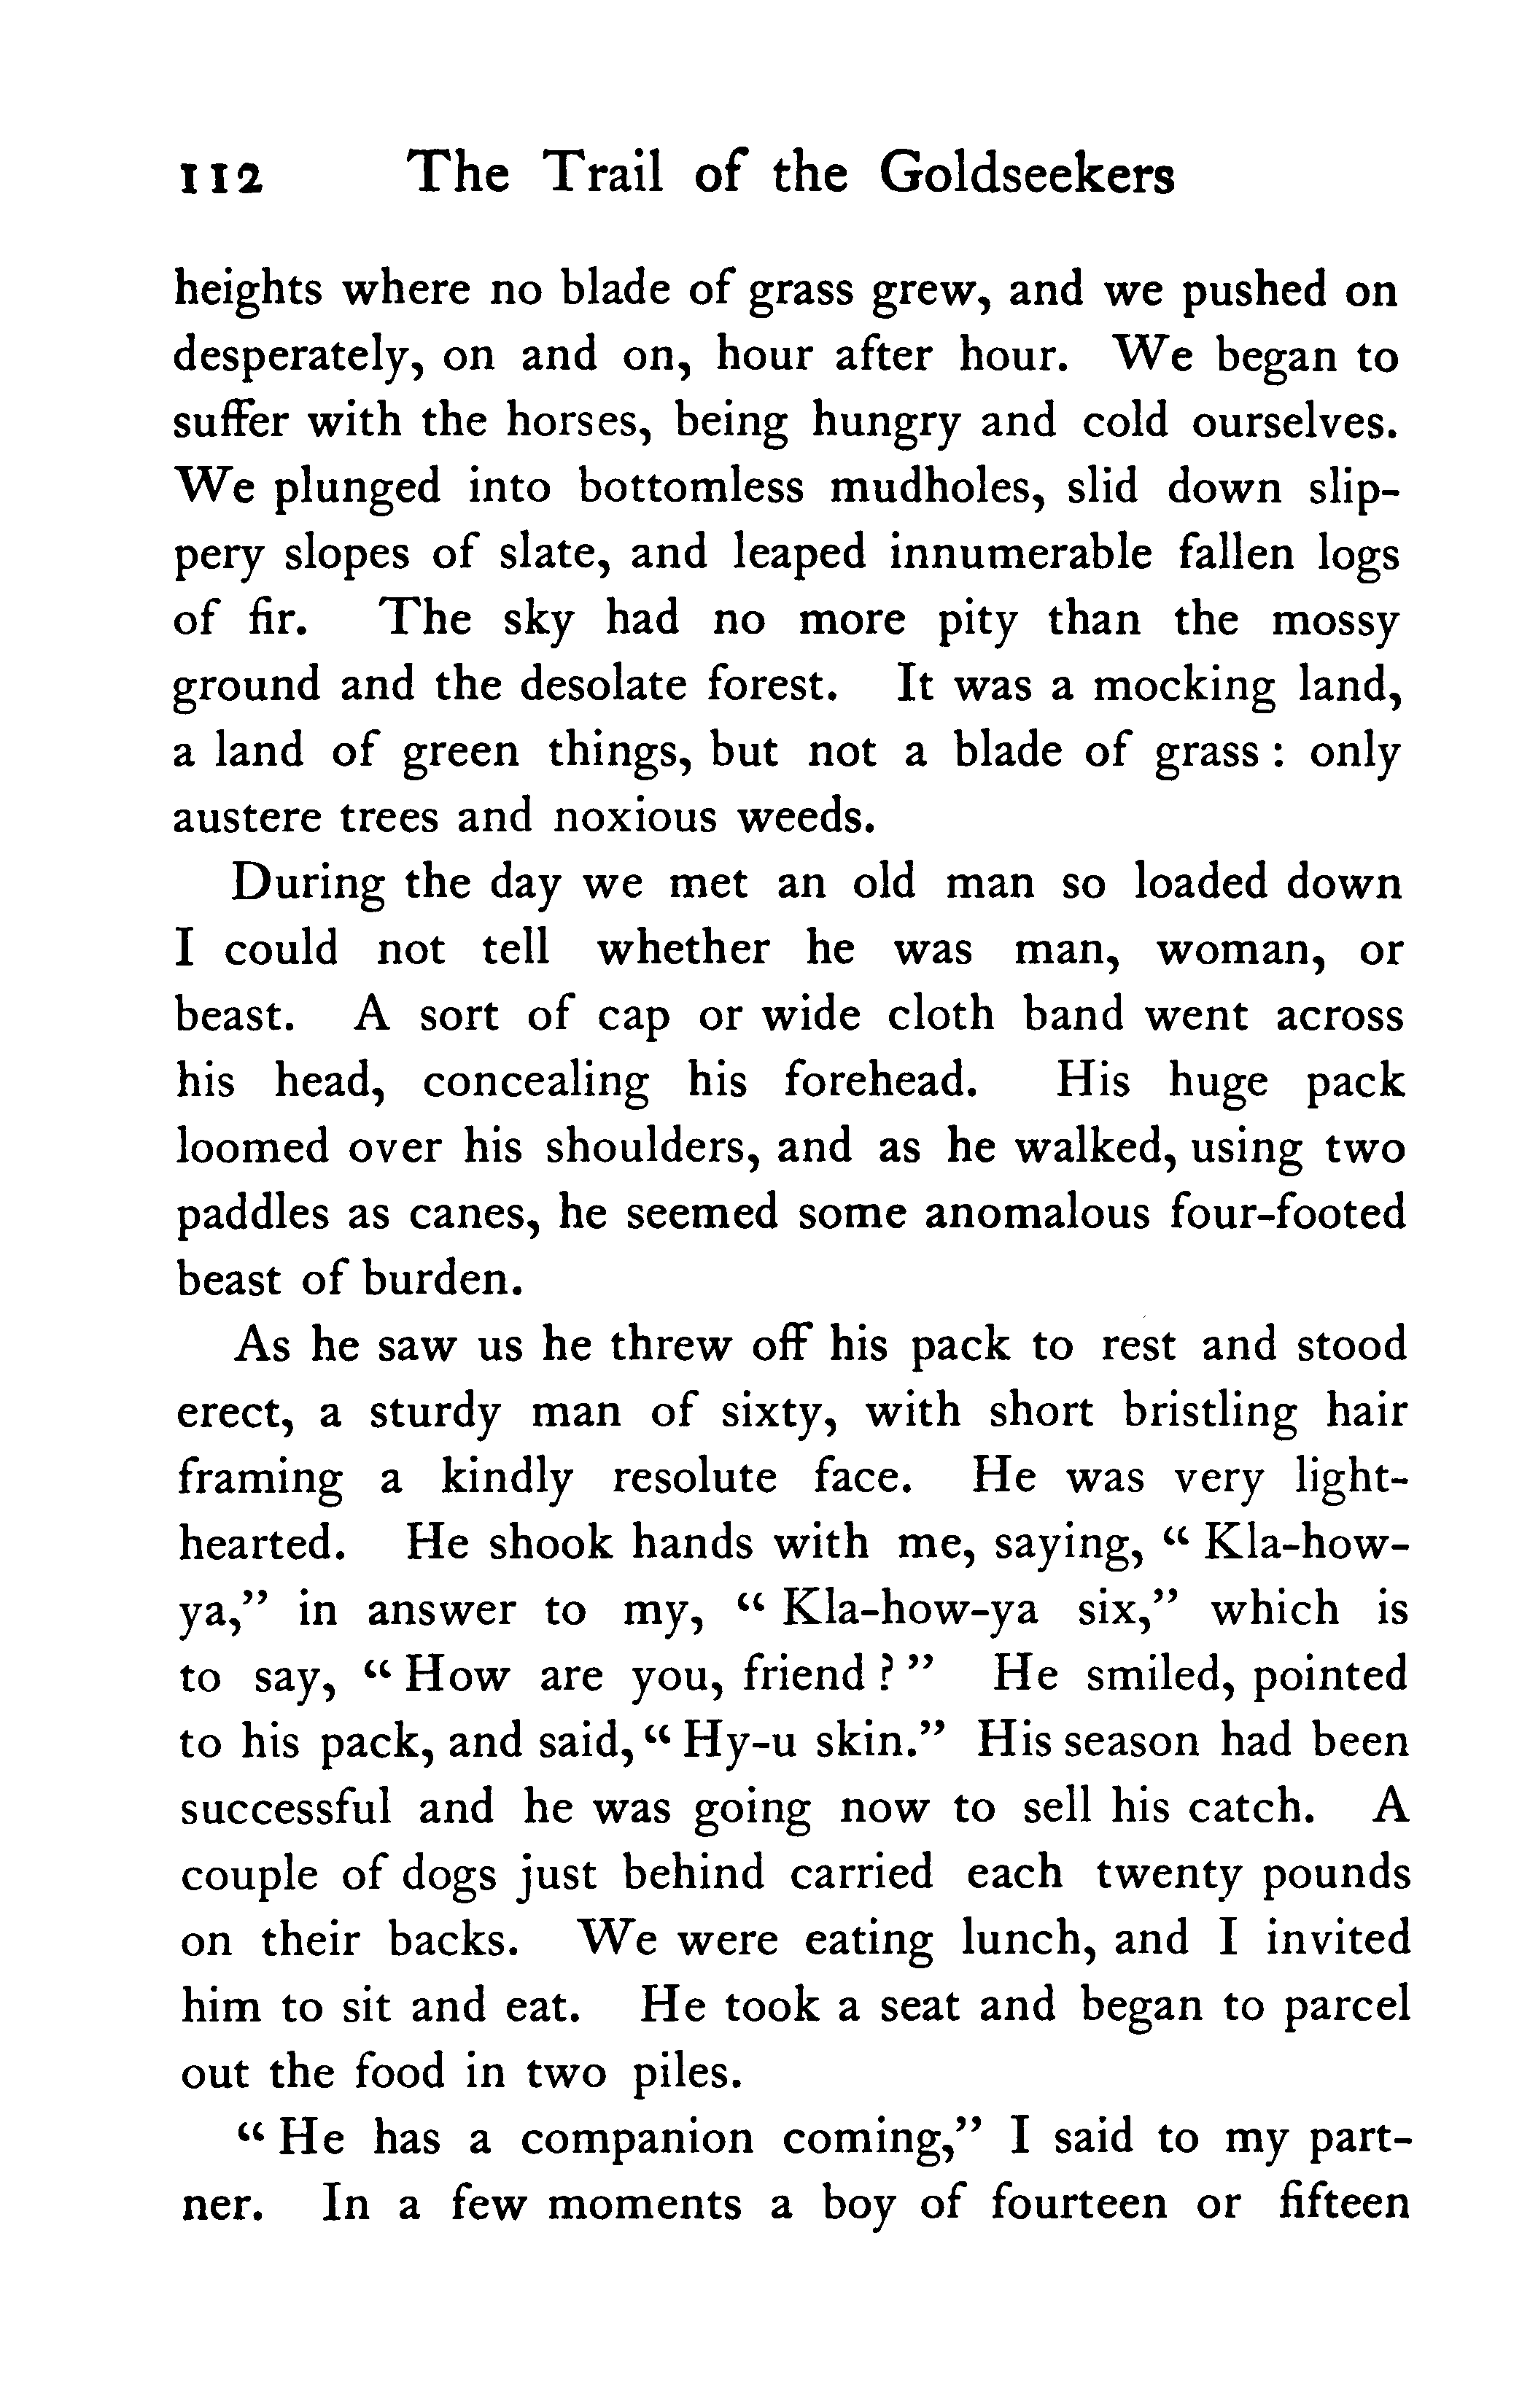 112 The Trail of the Goldseekers
heights where no blade of grass grew, and we pushed on
desperately, on and on, hour after hour. We began to
suffer with the horses, being hungry and cold ourselves.
We plunged into bottomless mudholes, slid down slip-
pery slopes of slate, and leaped innumerable fallen logs
of fir. The sky had no more pity than the mossy
ground and the desolate forest. It was a mocking land,
a land of green things, but not a blade of grass : only
austere trees and noxious weeds.
During the day we met an old man so loaded down
I could not tell whether he was man, woman, or
beast. A sort of cap or wide cloth band went across
his head, concealing his forehead. His huge pack
loomed over his shoulders, and as he walked, using two
paddles as canes, he seemed some anomalous four-footed
beast of burden.
As he saw us he threw off his pack to rest and stood
erect, a sturdy man of sixty, with short bristling hair
framing a kindly resolute face. He was very light-
hearted. He shook hands with me, saying, “ Kla-how-
ya,” in answer to my, “ Kla-how-ya six,” which is
to say, “ How are you, friend ? ” He smiled, pointed
to his pack, and said, “ Hy-u skin.” His season had been
successful and he was going now to sell his catch. A
couple of dogs just behind carried each twenty pounds
on their backs. We were eating lunch, and I invited
him to sit and eat. He took a seat and began to parcel
out the food in two piles.
“ He has a companion coming,” I said to my part-
ner. In a few moments a boy of fourteen or fifteen